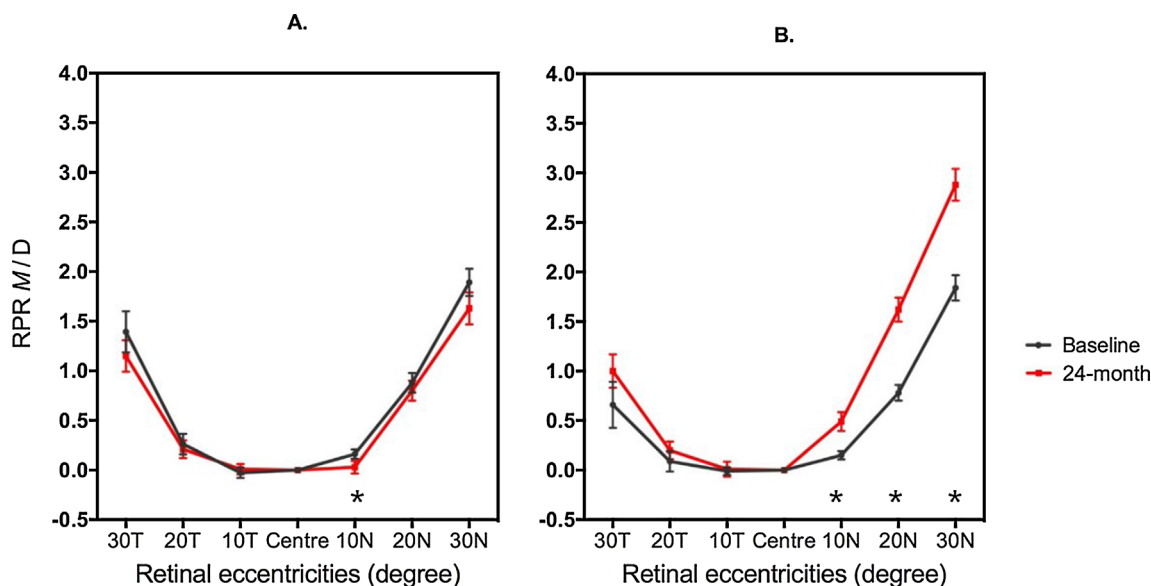 A.
B.
RPR M / D
4.0
3.5
3.0
2.5
2.0
1.5
1.0
0.5
0.0
-0.5
30T 20T 10T Centre 10N 20N 30N
Retinal eccentricities (degree)
*
4.0
3.5
3.0
2.5
2.0
1.5
1.0
0.5
0.0
-0.5
30T 20T 10T Centre 10N 20N 30N
Retinal eccentricities (degree)
* * *
Baseline
24-month